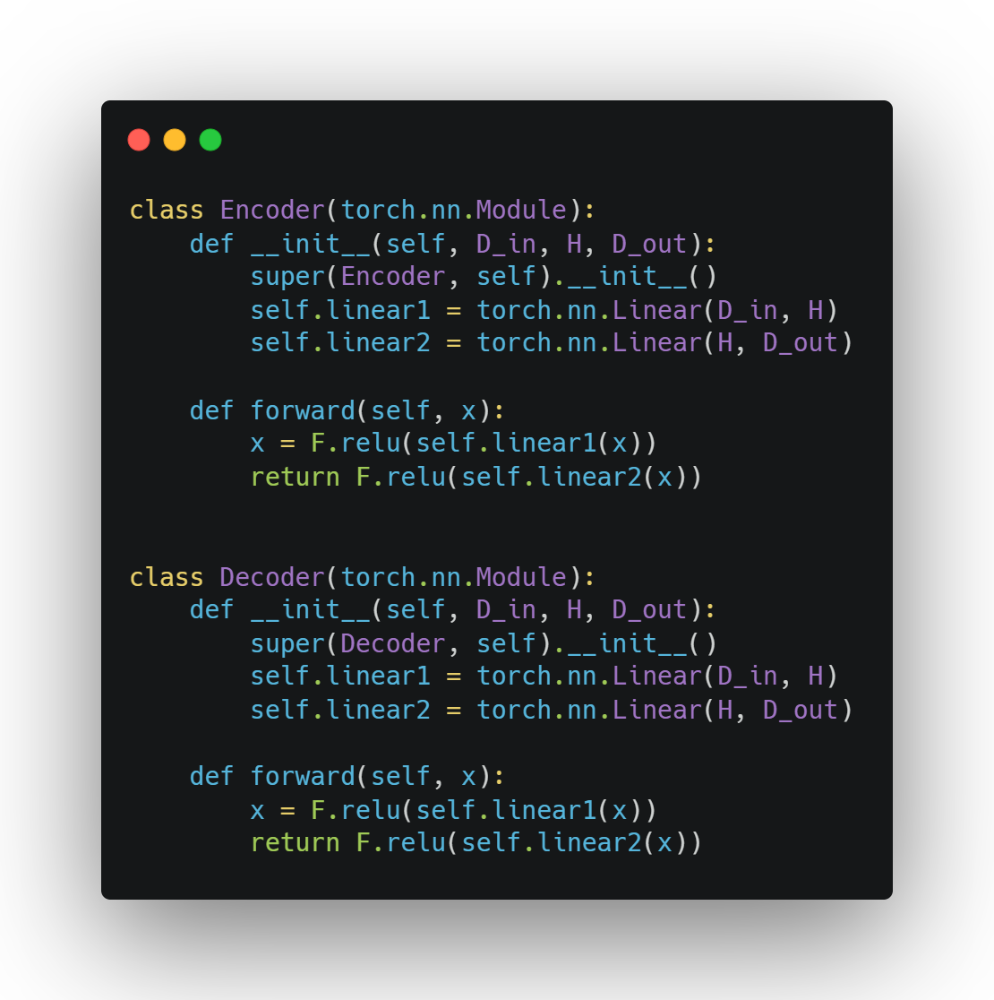 class Encoder(torch.nn.Module):
    def __init__(self, D_in, H, D_out):
        super(Encoder, self).__init__()
        self.linear1 = torch.nn.Linear(D_in, H)
        self.linear2 = torch.nn.Linear(H, D_out)

    def forward(self, x):
        x = F.relu(self.linear1(x))
        return F.relu(self.linear2(x))


class Decoder(torch.nn.Module):
    def __init__(self, D_in, H, D_out):
        super(Decoder, self).__init__()
        self.linear1 = torch.nn.Linear(D_in, H)
        self.linear2 = torch.nn.Linear(H, D_out)

    def forward(self, x):
        x = F.relu(self.linear1(x))
        return F.relu(self.linear2(x))